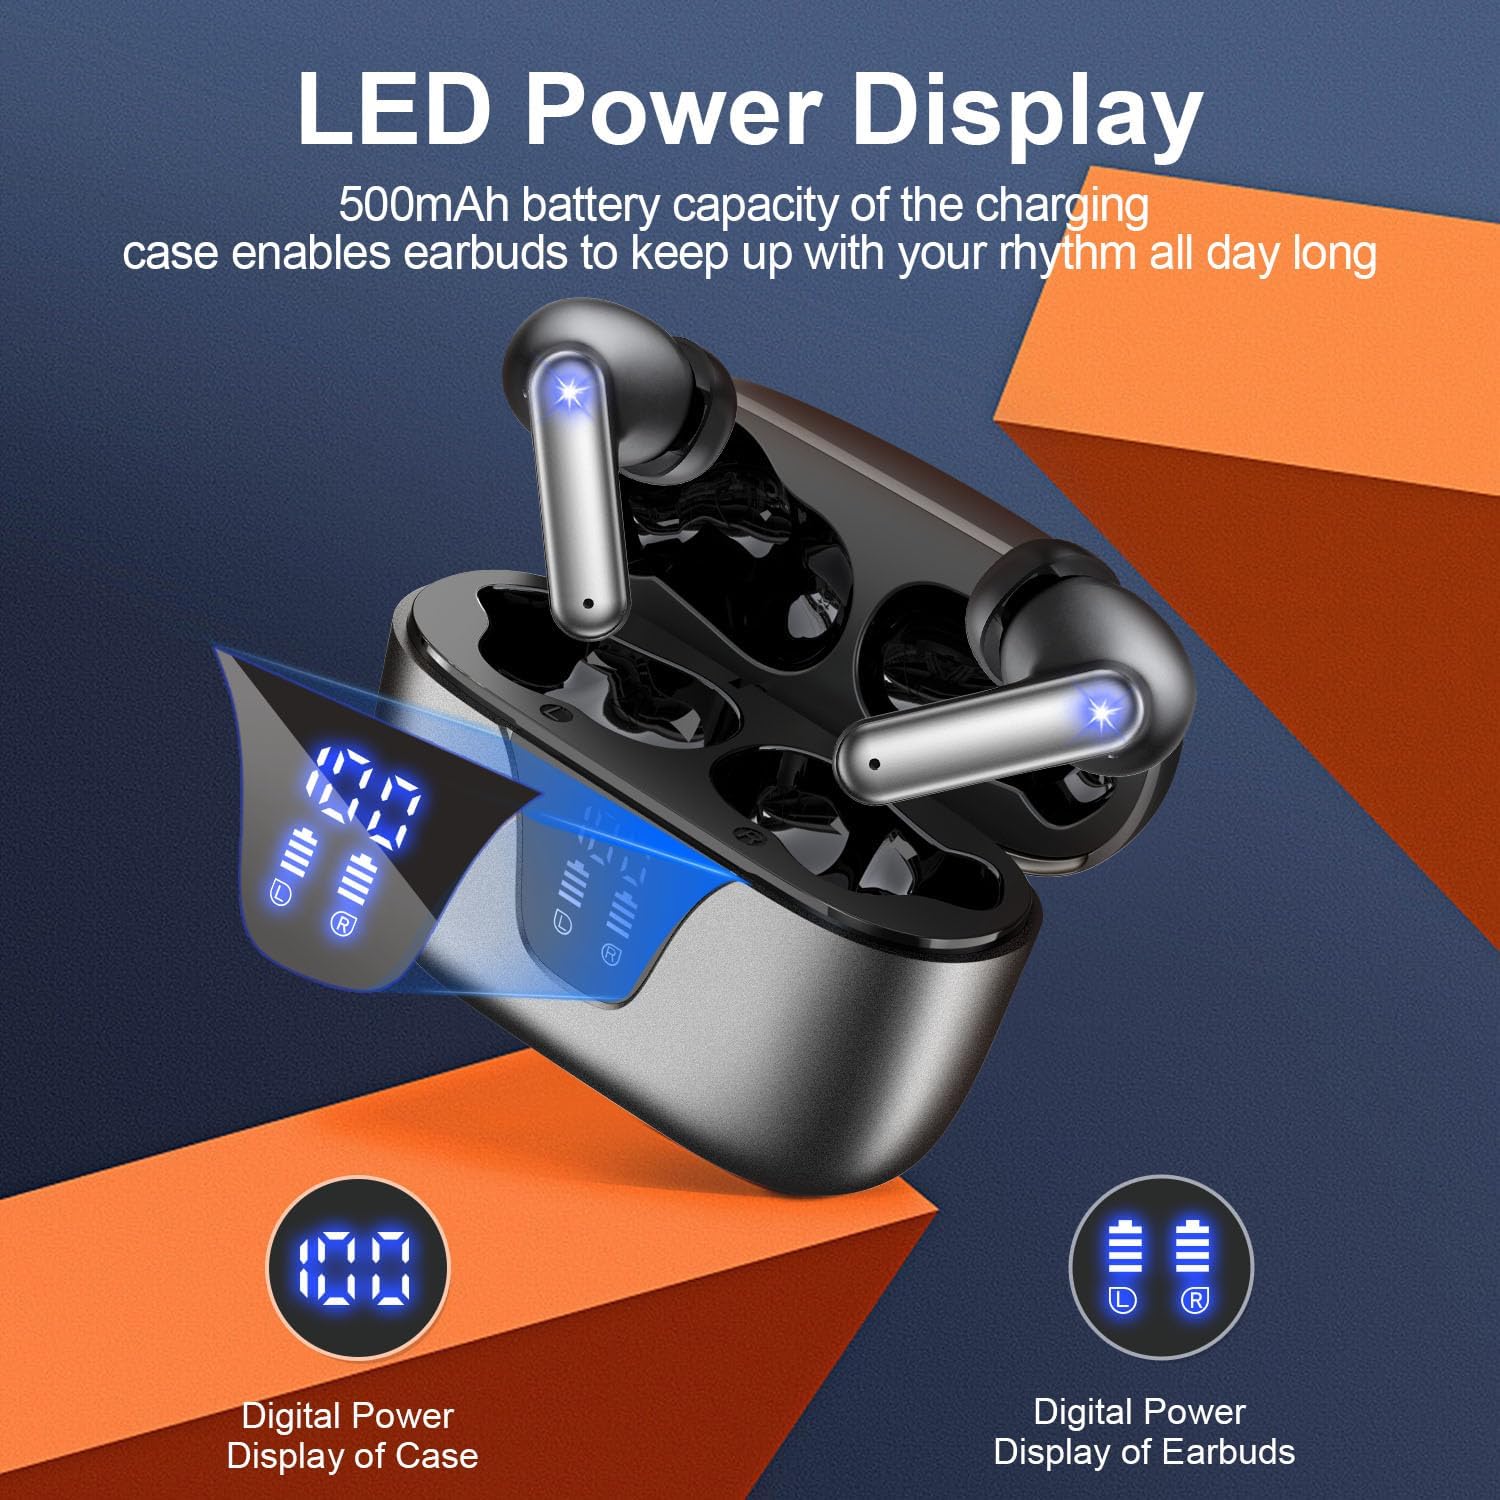 LED Power Display
500mAh battery capacity of the charging
case enables earbuds to keep up with your rhythm all day long
L
R
100
L
R
100
L
R
100
L R
Digital Power
Display of Case
Digital Power
Display of Earbuds